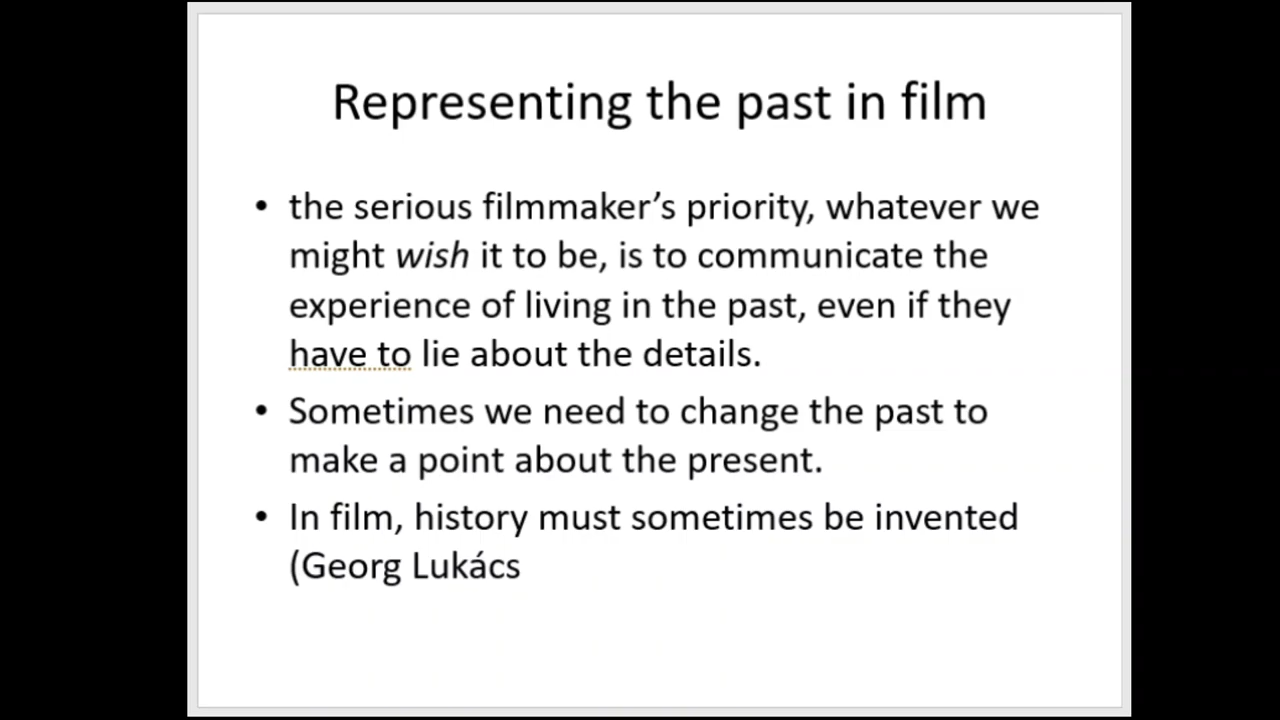 Representing the past in film
• the serious filmmaker’s priority, whatever we
might wish it to be, is to communicate the
experience of living in the past, even if they
have to lie about the details.
• Sometimes we need to change the past to
make a point about the present.
• In film, history must sometimes be invented
(Georg Lukács